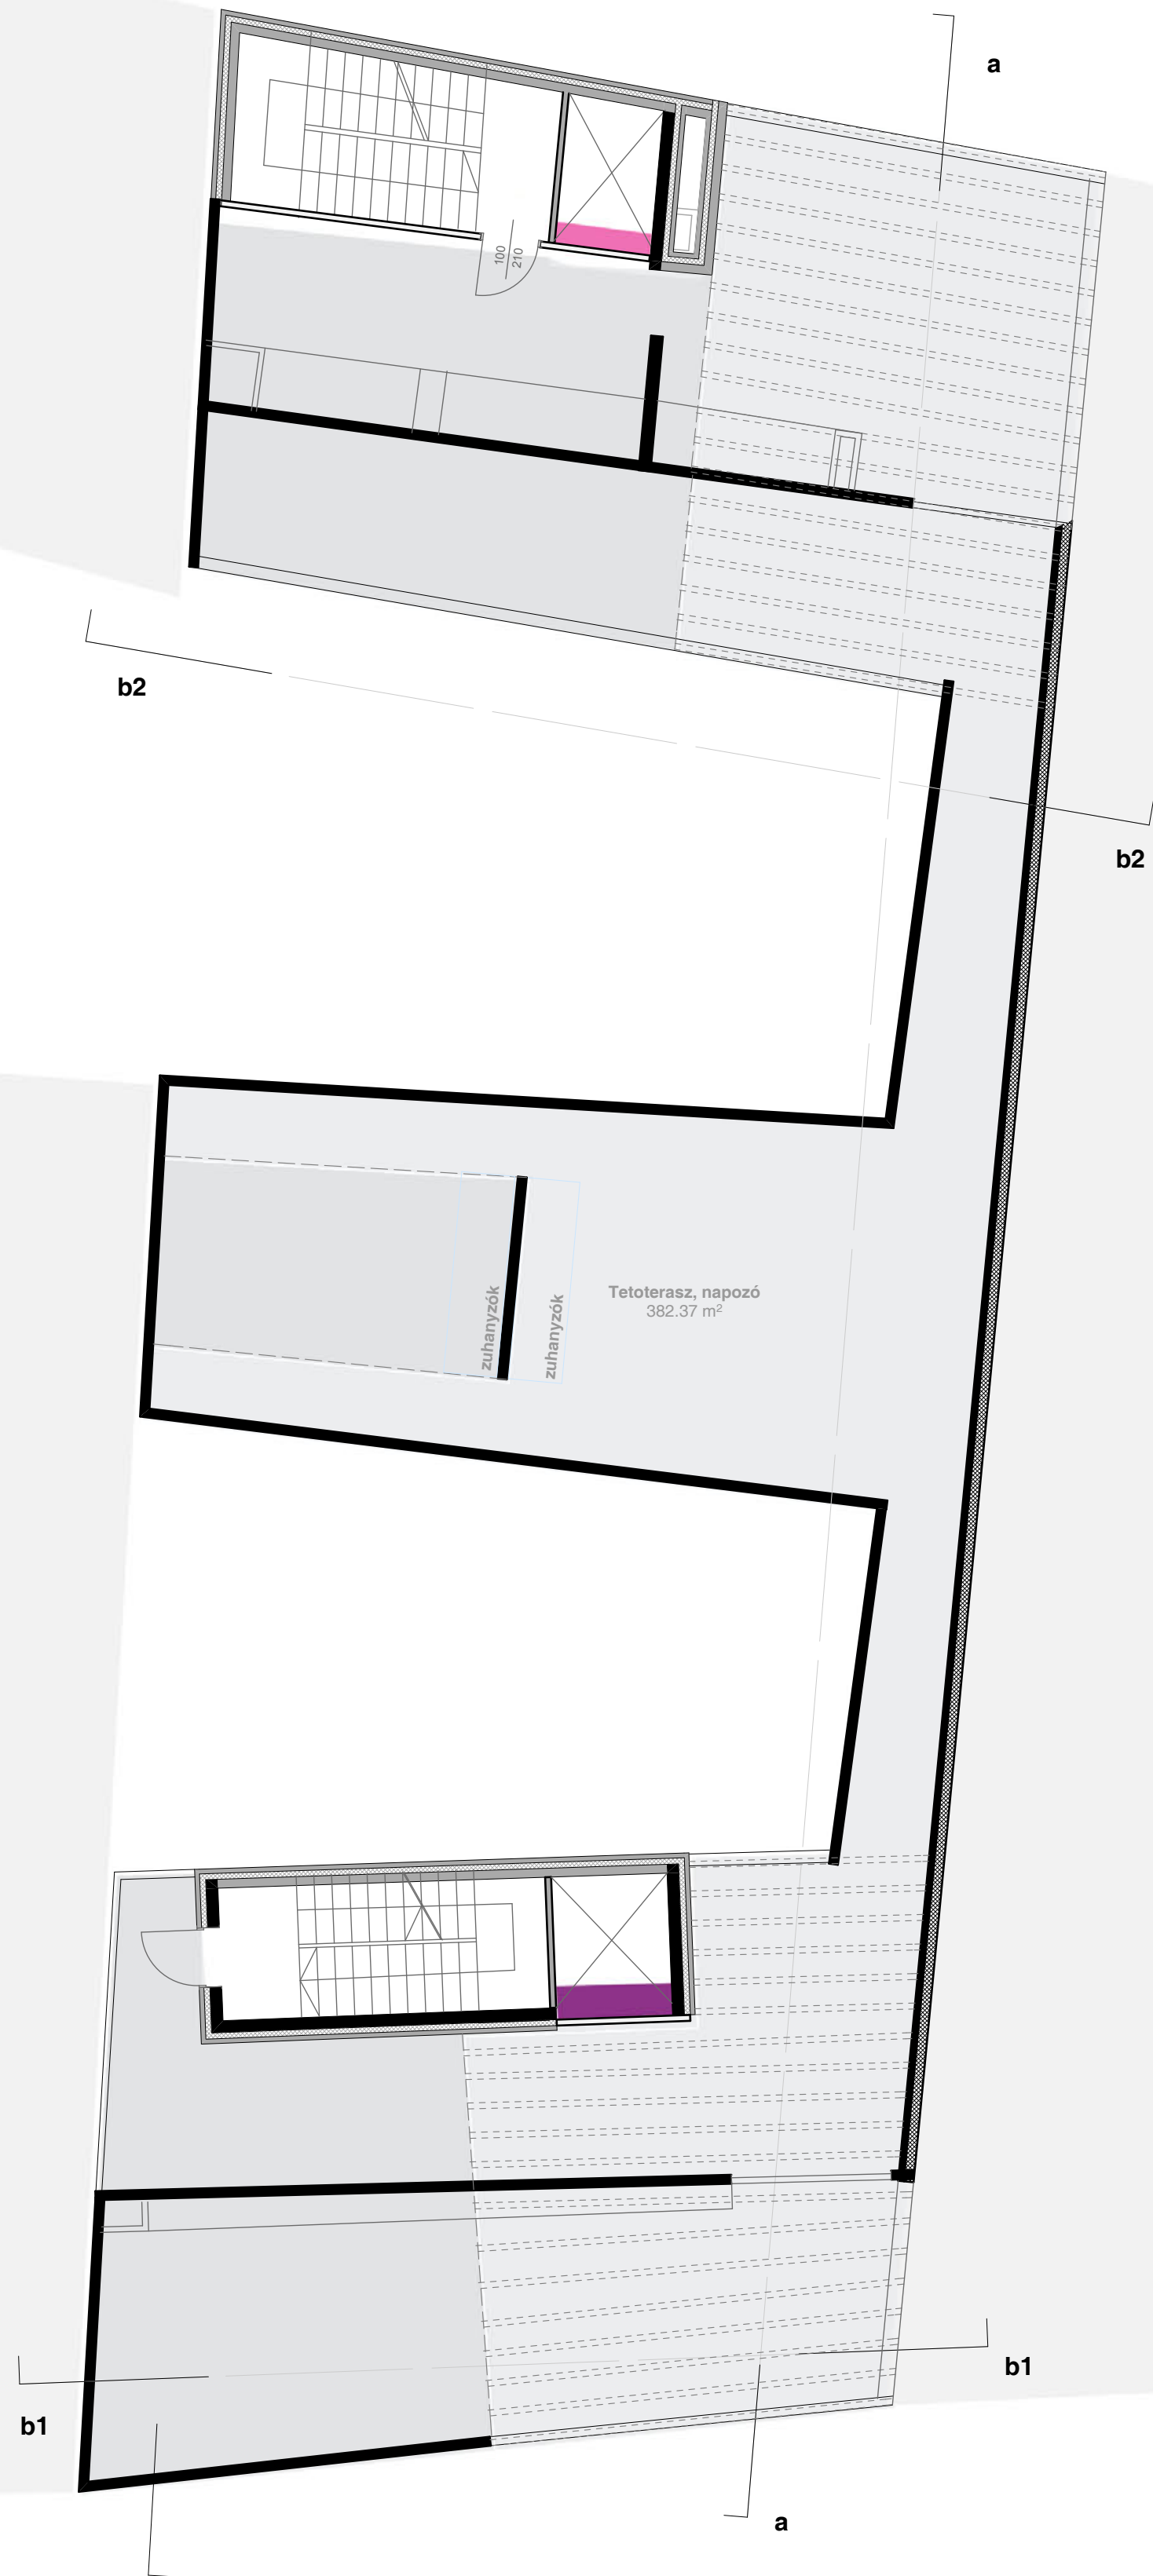 a
100
210
b2
b2
Tetoterasz, napozó
382.37 m²
zuhanyzók
zuhanyzók
b1
b1
a